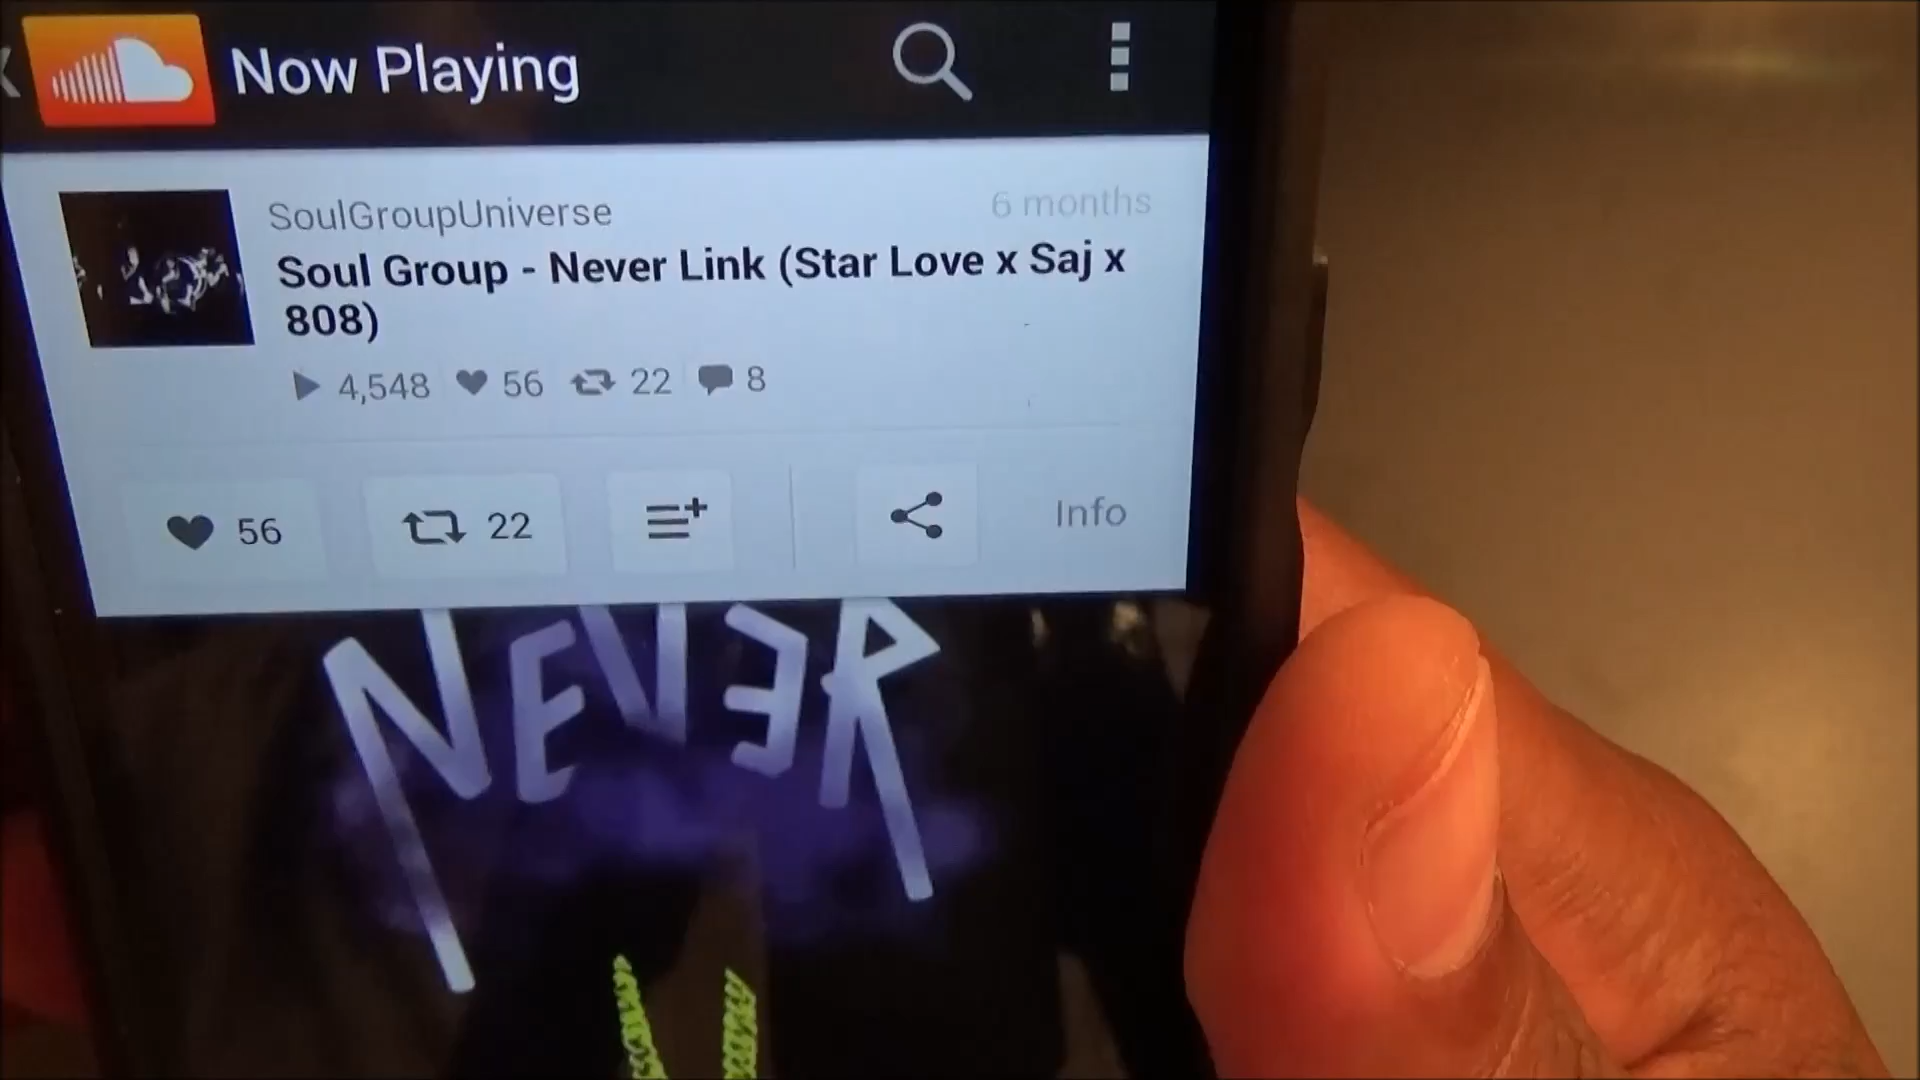 Now Playing
SoulGroupUniverse
6 months
Soul Group - Never Link (Star Love x Saj x
808)
4,548 56 22 8
56 22 Info
NEVER